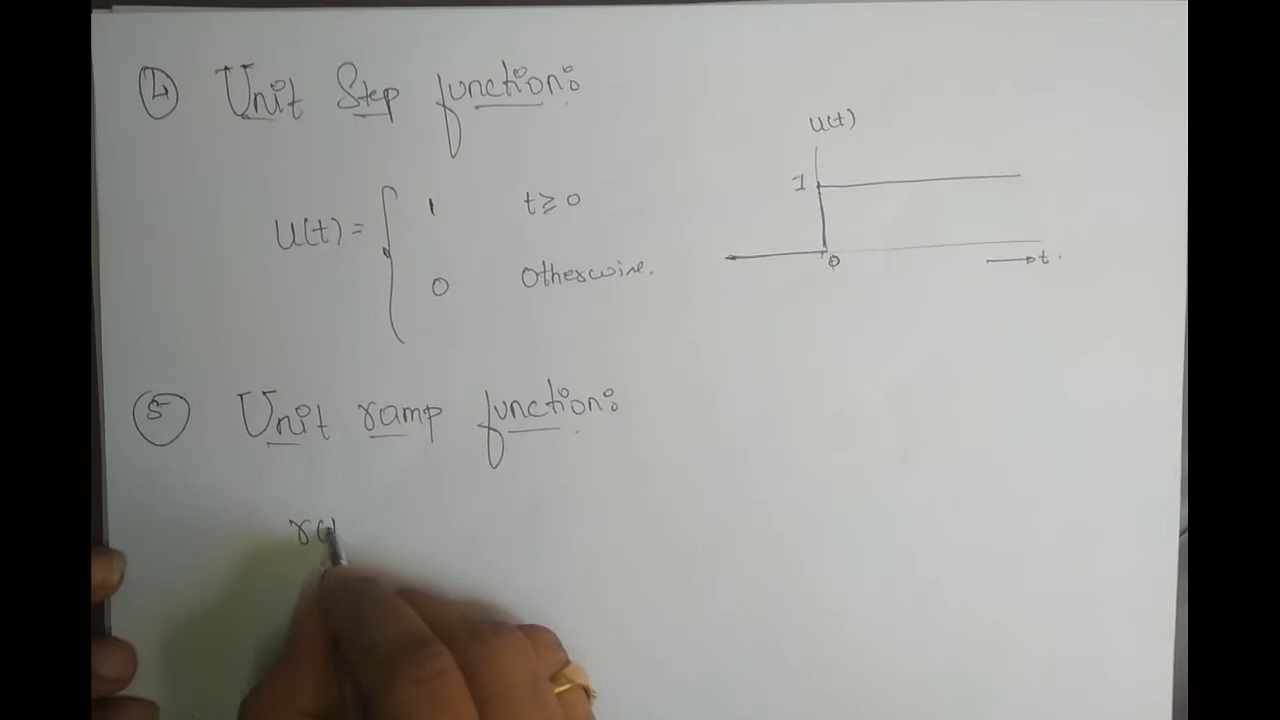 ④ Unit Step function:
U(t) = { 1 t ≥ 0
0 Otherwise.
U(t)
1
0 → t.
⑤ Unit ramp function:
r(